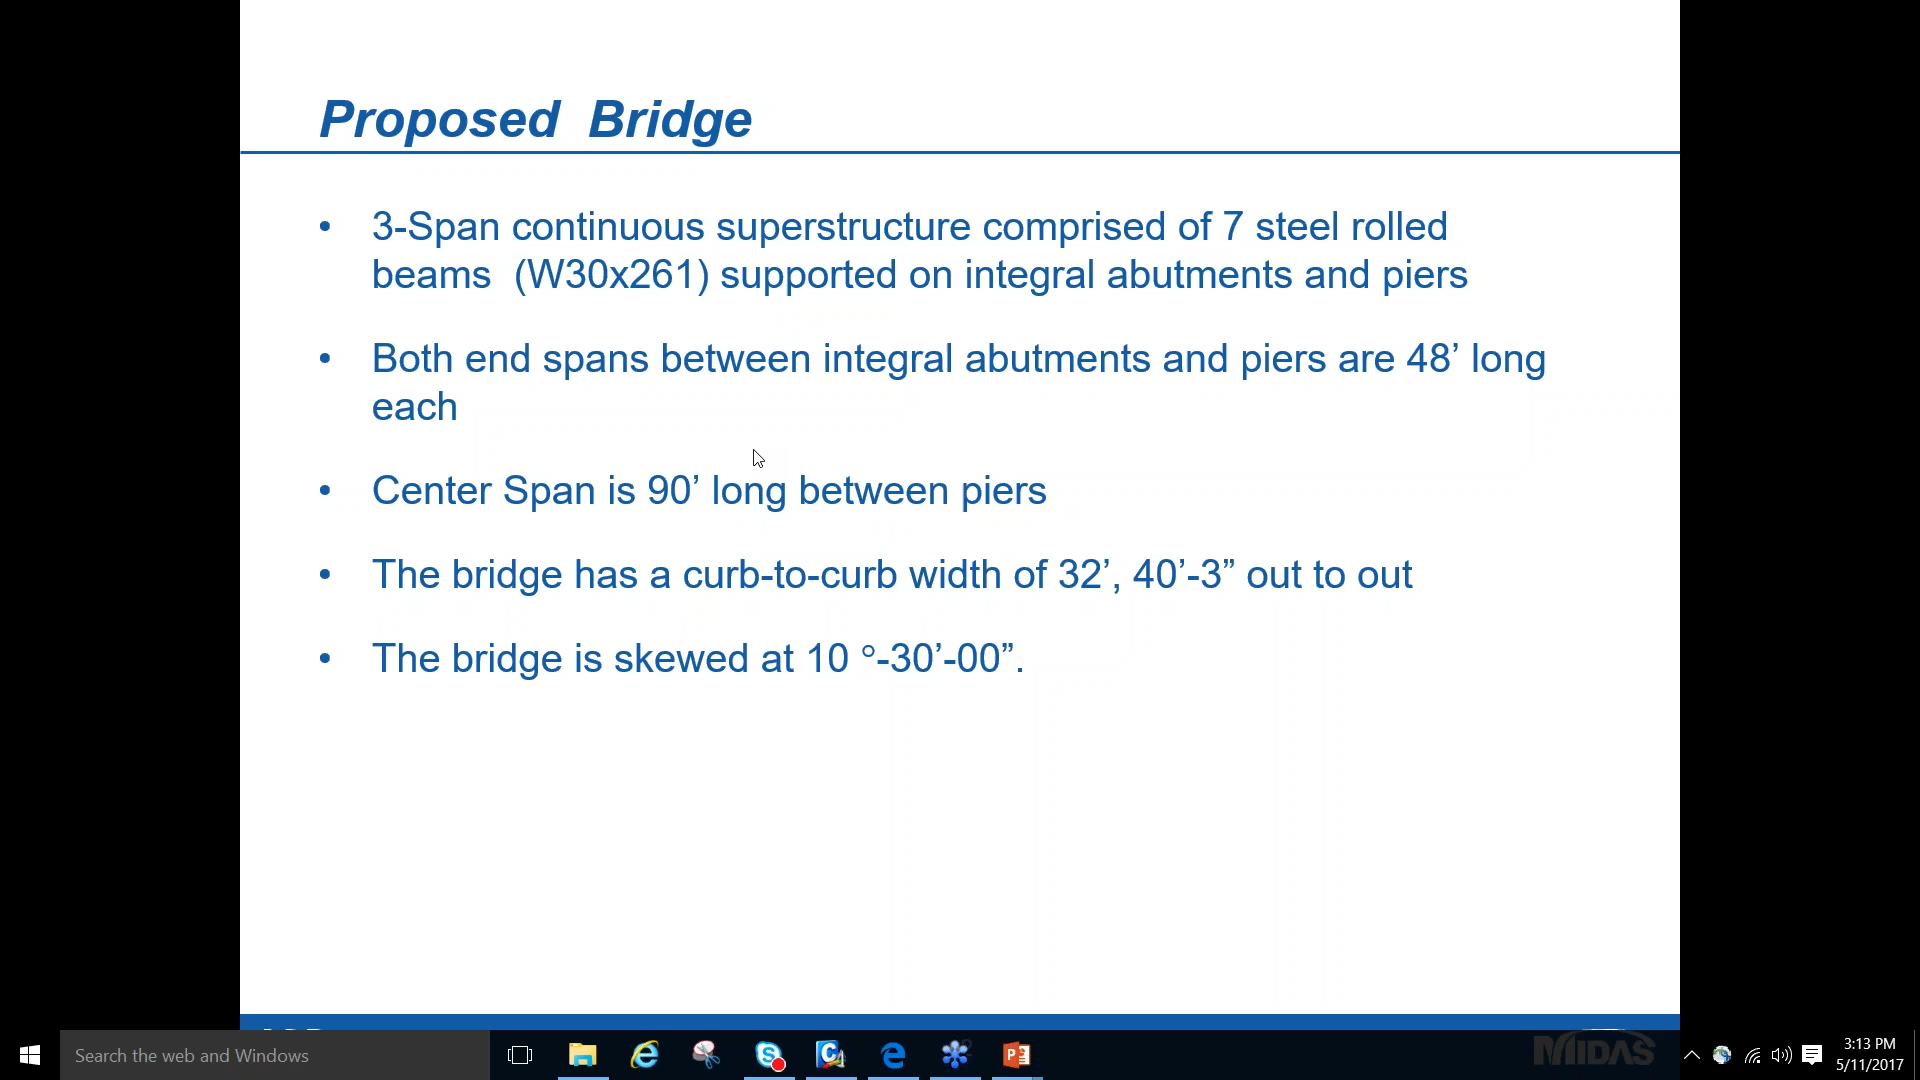 Proposed Bridge
• 3-Span continuous superstructure comprised of 7 steel rolled
beams (W30x261) supported on integral abutments and piers
• Both end spans between integral abutments and piers are 48’ long
each
• Center Span is 90’ long between piers
• The bridge has a curb-to-curb width of 32’, 40’-3” out to out
• The bridge is skewed at 10 °-30’-00”.
MIDAS
Search the web and Windows
3:13 PM
5/11/2017